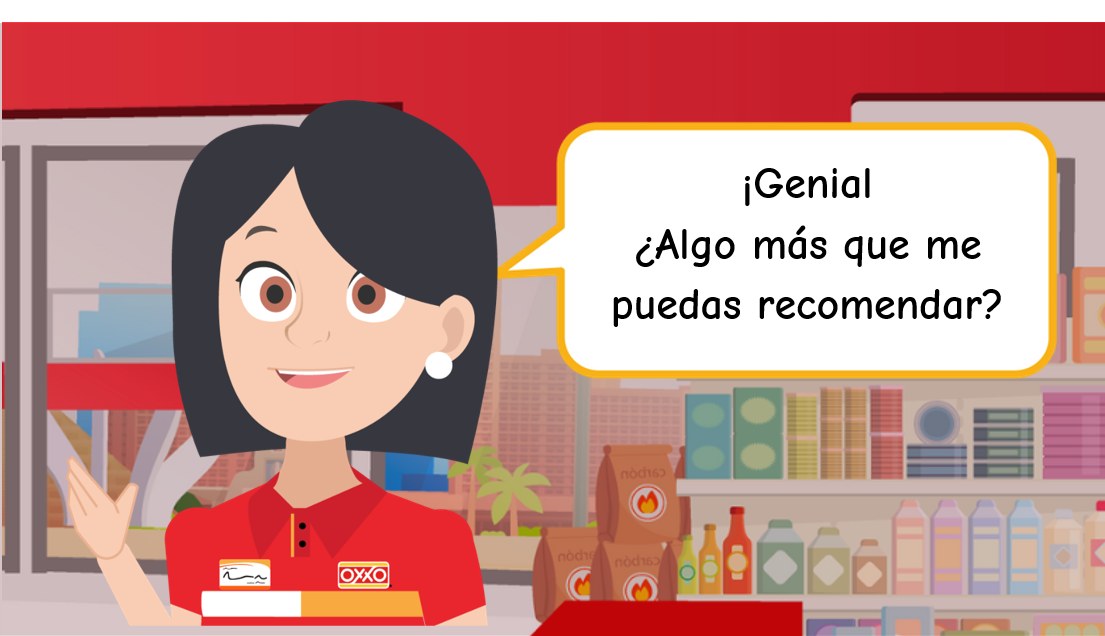 ¡Genial
¿Algo más que me
puedas recomendar?
carbón
carbón
carbón
OXXO